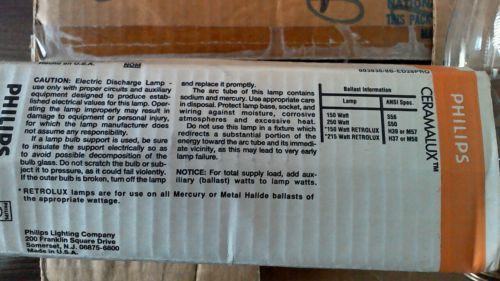 Made in U.S.A.
NOM
903935/85-ED28PRO
NATION
THIS PACK
CAUTION: Electric Discharge Lamp -
use only with proper circuits and auxiliary
equipment designed to produce estab-
lished electrical values for this lamp. Oper-
ating the lamp improperly may result in
damage to equipment or personal injury,
for which the lamp manufacturer does
not assume any responsibility.
If a lamp bulb support is used, be sure
to insulate the support electrically so as
to avoid possible decomposition of the
bulb glass. Do not scratch the bulb or sub-
ject it to pressure, as it could fail violently.
If the outer bulb is broken, turn off the lamp
and replace it promptly.
The arc tube of this lamp contains
sodium and mercury. Use appropriate care
in disposal. Protect lamp base, socket, and
wiring against moisture, corrosive
atmospheres and excessive heat.
Do not use this lamp in a fixture which
redirects a substantial portion of the
energy toward the arc tube and its immedi-
ate vicinity, as this may lead to very early
lamp failure.
NOTICE: For total supply load, add aux-
iliary (ballast) watts to lamp watts.
*RETROLUX lamps are for use on all Mercury or Metal Halide ballasts of
the appropriate wattage.
Philips Lighting Company
200 Franklin Square Drive
Somerset, N.J. 08875-6800
Made in U.S.A.
Ballast Information
Lamp ANSI Spec.
150 Watt S56
250 Watt S50
*150 Watt RETROLUX H39 or M57
*215 Watt RETROLUX H37 or M58
CERAMALUX™
PHILIPS
PHILIPS